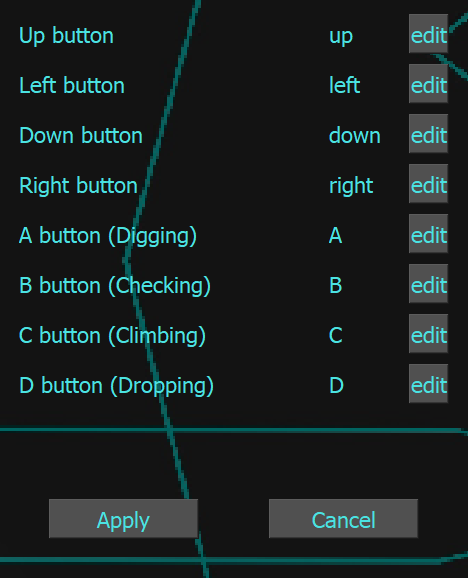 Up button up edit
Left button left edit
Down button down edit
Right button right edit
A button (Digging) A edit
B button (Checking) B edit
C button (Climbing) C edit
D button (Dropping) D edit
Apply Cancel